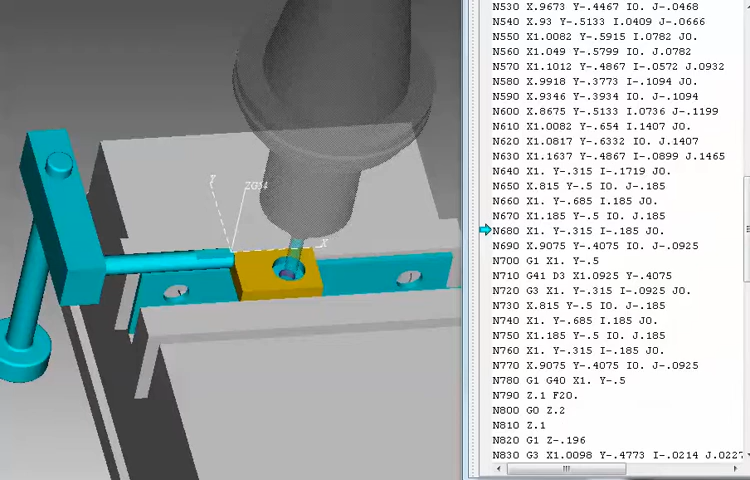 Y
ZG54
X
N530 X.9673 Y-.4467 I0. J-.0468
N540 X.93 Y-.5133 I.0409 J-.0666
N550 X1.0082 Y-.5915 I.0782 J0.
N560 X1.049 Y-.5799 I0. J.0782
N570 X1.1012 Y-.4867 I-.0572 J.0932
N580 X.9918 Y-.3773 I-.1094 J0.
N590 X.9346 Y-.3934 I0. J-.1094
N600 X.8675 Y-.5133 I.0736 J-.1199
N610 X1.0082 Y-.654 I.1407 J0.
N620 X1.0817 Y-.6332 I0. J.1407
N630 X1.1637 Y-.4867 I-.0899 J.1465
N640 X1. Y-.315 I-.1719 J0.
N650 X.815 Y-.5 I0. J-.185
N660 X1. Y-.685 I.185 J0.
N670 X1.185 Y-.5 I0. J.185
N680 X1. Y-.315 I-.185 J0.
N690 X.9075 Y-.4075 I0. J-.0925
N700 G1 X1. Y-.5
N710 G41 D3 X1.0925 Y-.4075
N720 G3 X1. Y-.315 I-.0925 J0.
N730 X.815 Y-.5 I0. J-.185
N740 X1. Y-.685 I.185 J0.
N750 X1.185 Y-.5 I0. J.185
N760 X1. Y-.315 I-.185 J0.
N770 X.9075 Y-.4075 I0. J-.0925
N780 G1 G40 X1. Y-.5
N790 Z.1 F20.
N800 G0 Z.2
N810 Z.1
N820 G1 Z-.196
N830 G3 X1.0098 Y-.4773 I-.0214 J.0227